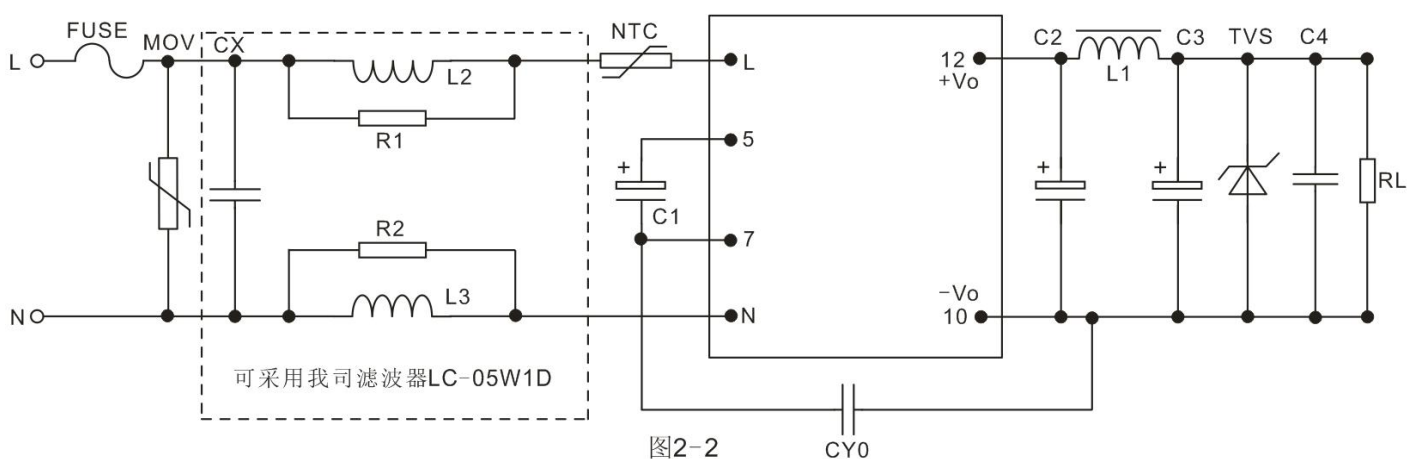 FUSE
MOV
CX
NTC
C2
C3
TVS
C4
L
L2
L
12
+Vo
L1
R1
5
+
+
+
C1
RL
R2
7
L3
-Vo
N
N
10
可采用我司滤波器LC-05W1D
图2-2
CY0